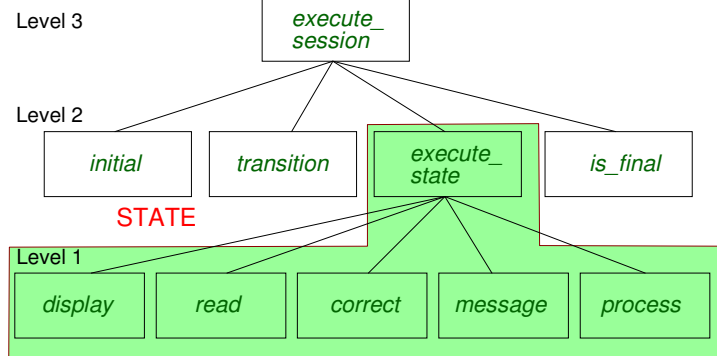 Level 3
execute_
session
Level 2
initial
transition
execute_
state
is_final
STATE
Level 1
display
read
correct
message
process